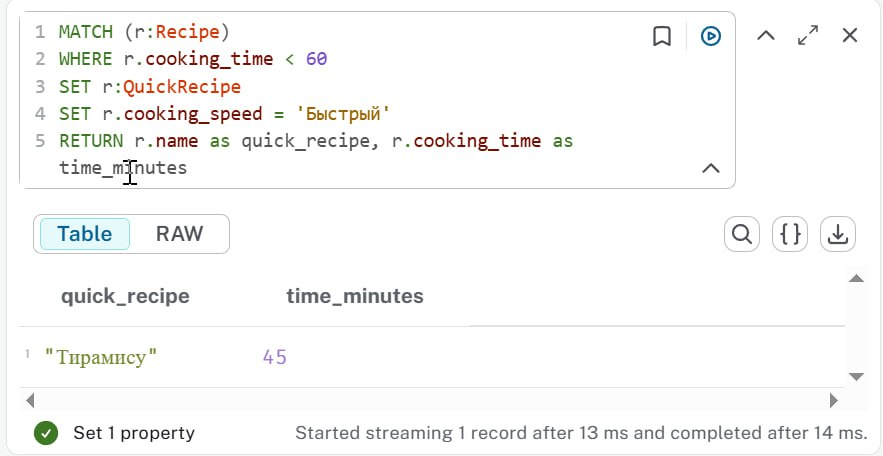 1 MATCH (r:Recipe)
2 WHERE r.cooking_time < 60
3 SET r:QuickRecipe
4 SET r.cooking_speed = 'Быстрый'
5 RETURN r.name as quick_recipe, r.cooking_time as
time_minutes
Table RAW
{}
quick_recipe time_minutes
1 "Тирамису" 45
Set 1 property Started streaming 1 record after 13 ms and completed after 14 ms.